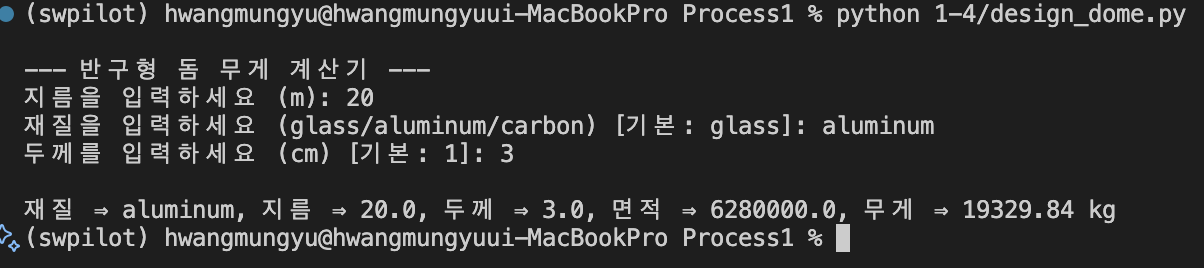 (swpilot) hwangmungyu@hwangmungyuui-MacBookPro Process1 % python 1-4/design_dome.py
--- 반구형 돔 무게 계산기 ---
지름을 입력하세요 (m): 20
재질을 입력하세요 (glass/aluminum/carbon) [기본: glass]: aluminum
두께를 입력하세요 (cm) [기본: 1]: 3
재질 ⇒ aluminum, 지름 ⇒ 20.0, 두께 ⇒ 3.0, 면적 ⇒ 6280000.0, 무게 ⇒ 19329.84 kg
(swpilot) hwangmungyu@hwangmungyuui-MacBookPro Process1 %